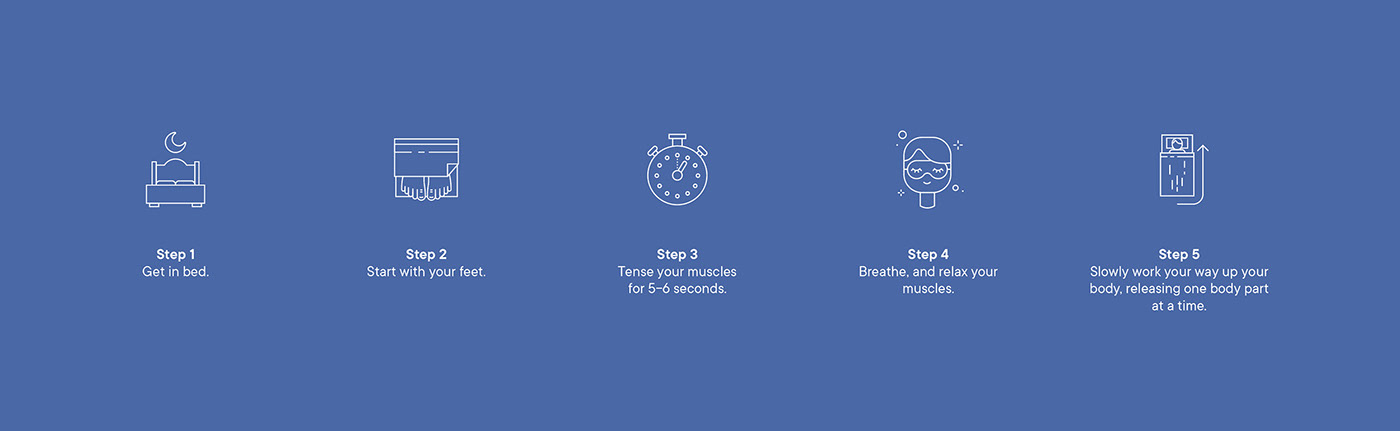 Step 1
Get in bed.
Step 2
Start with your feet.
Step 3
Tense your muscles
for 5–6 seconds.
Step 4
Breathe, and relax your
muscles.
Step 5
Slowly work your way up your
body, releasing one body part
at a time.